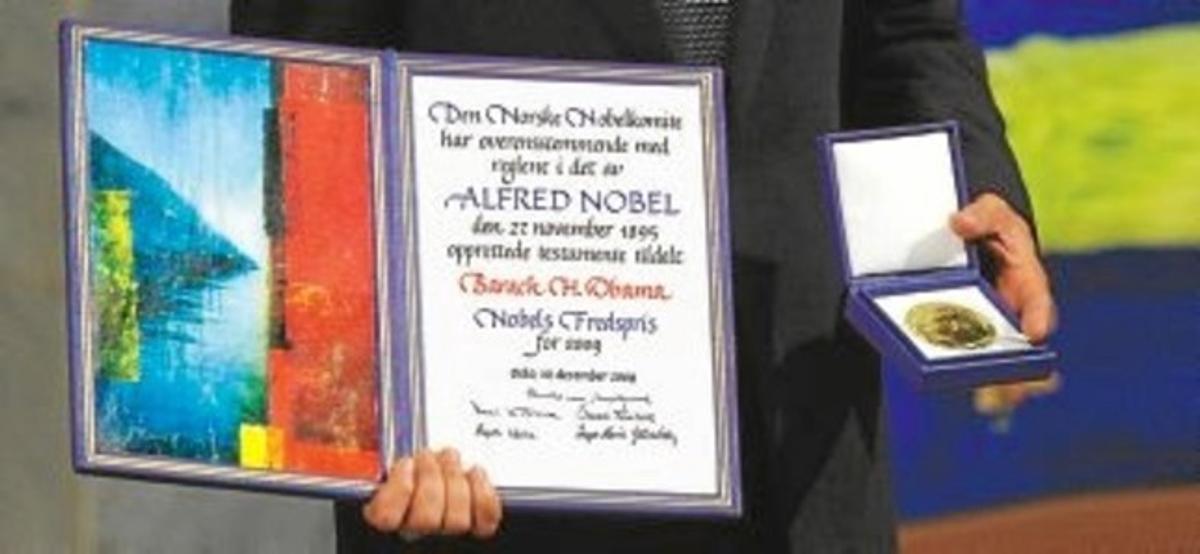 Den Norske Nobelkomite
har overensstemmende med
reglene i det av
ALFRED NOBEL
den 27 november 1895
opprettede testamente tildelt
Barack H. Obama
Nobels Fredspris
for 2009
Oslo, 10 desember 2009